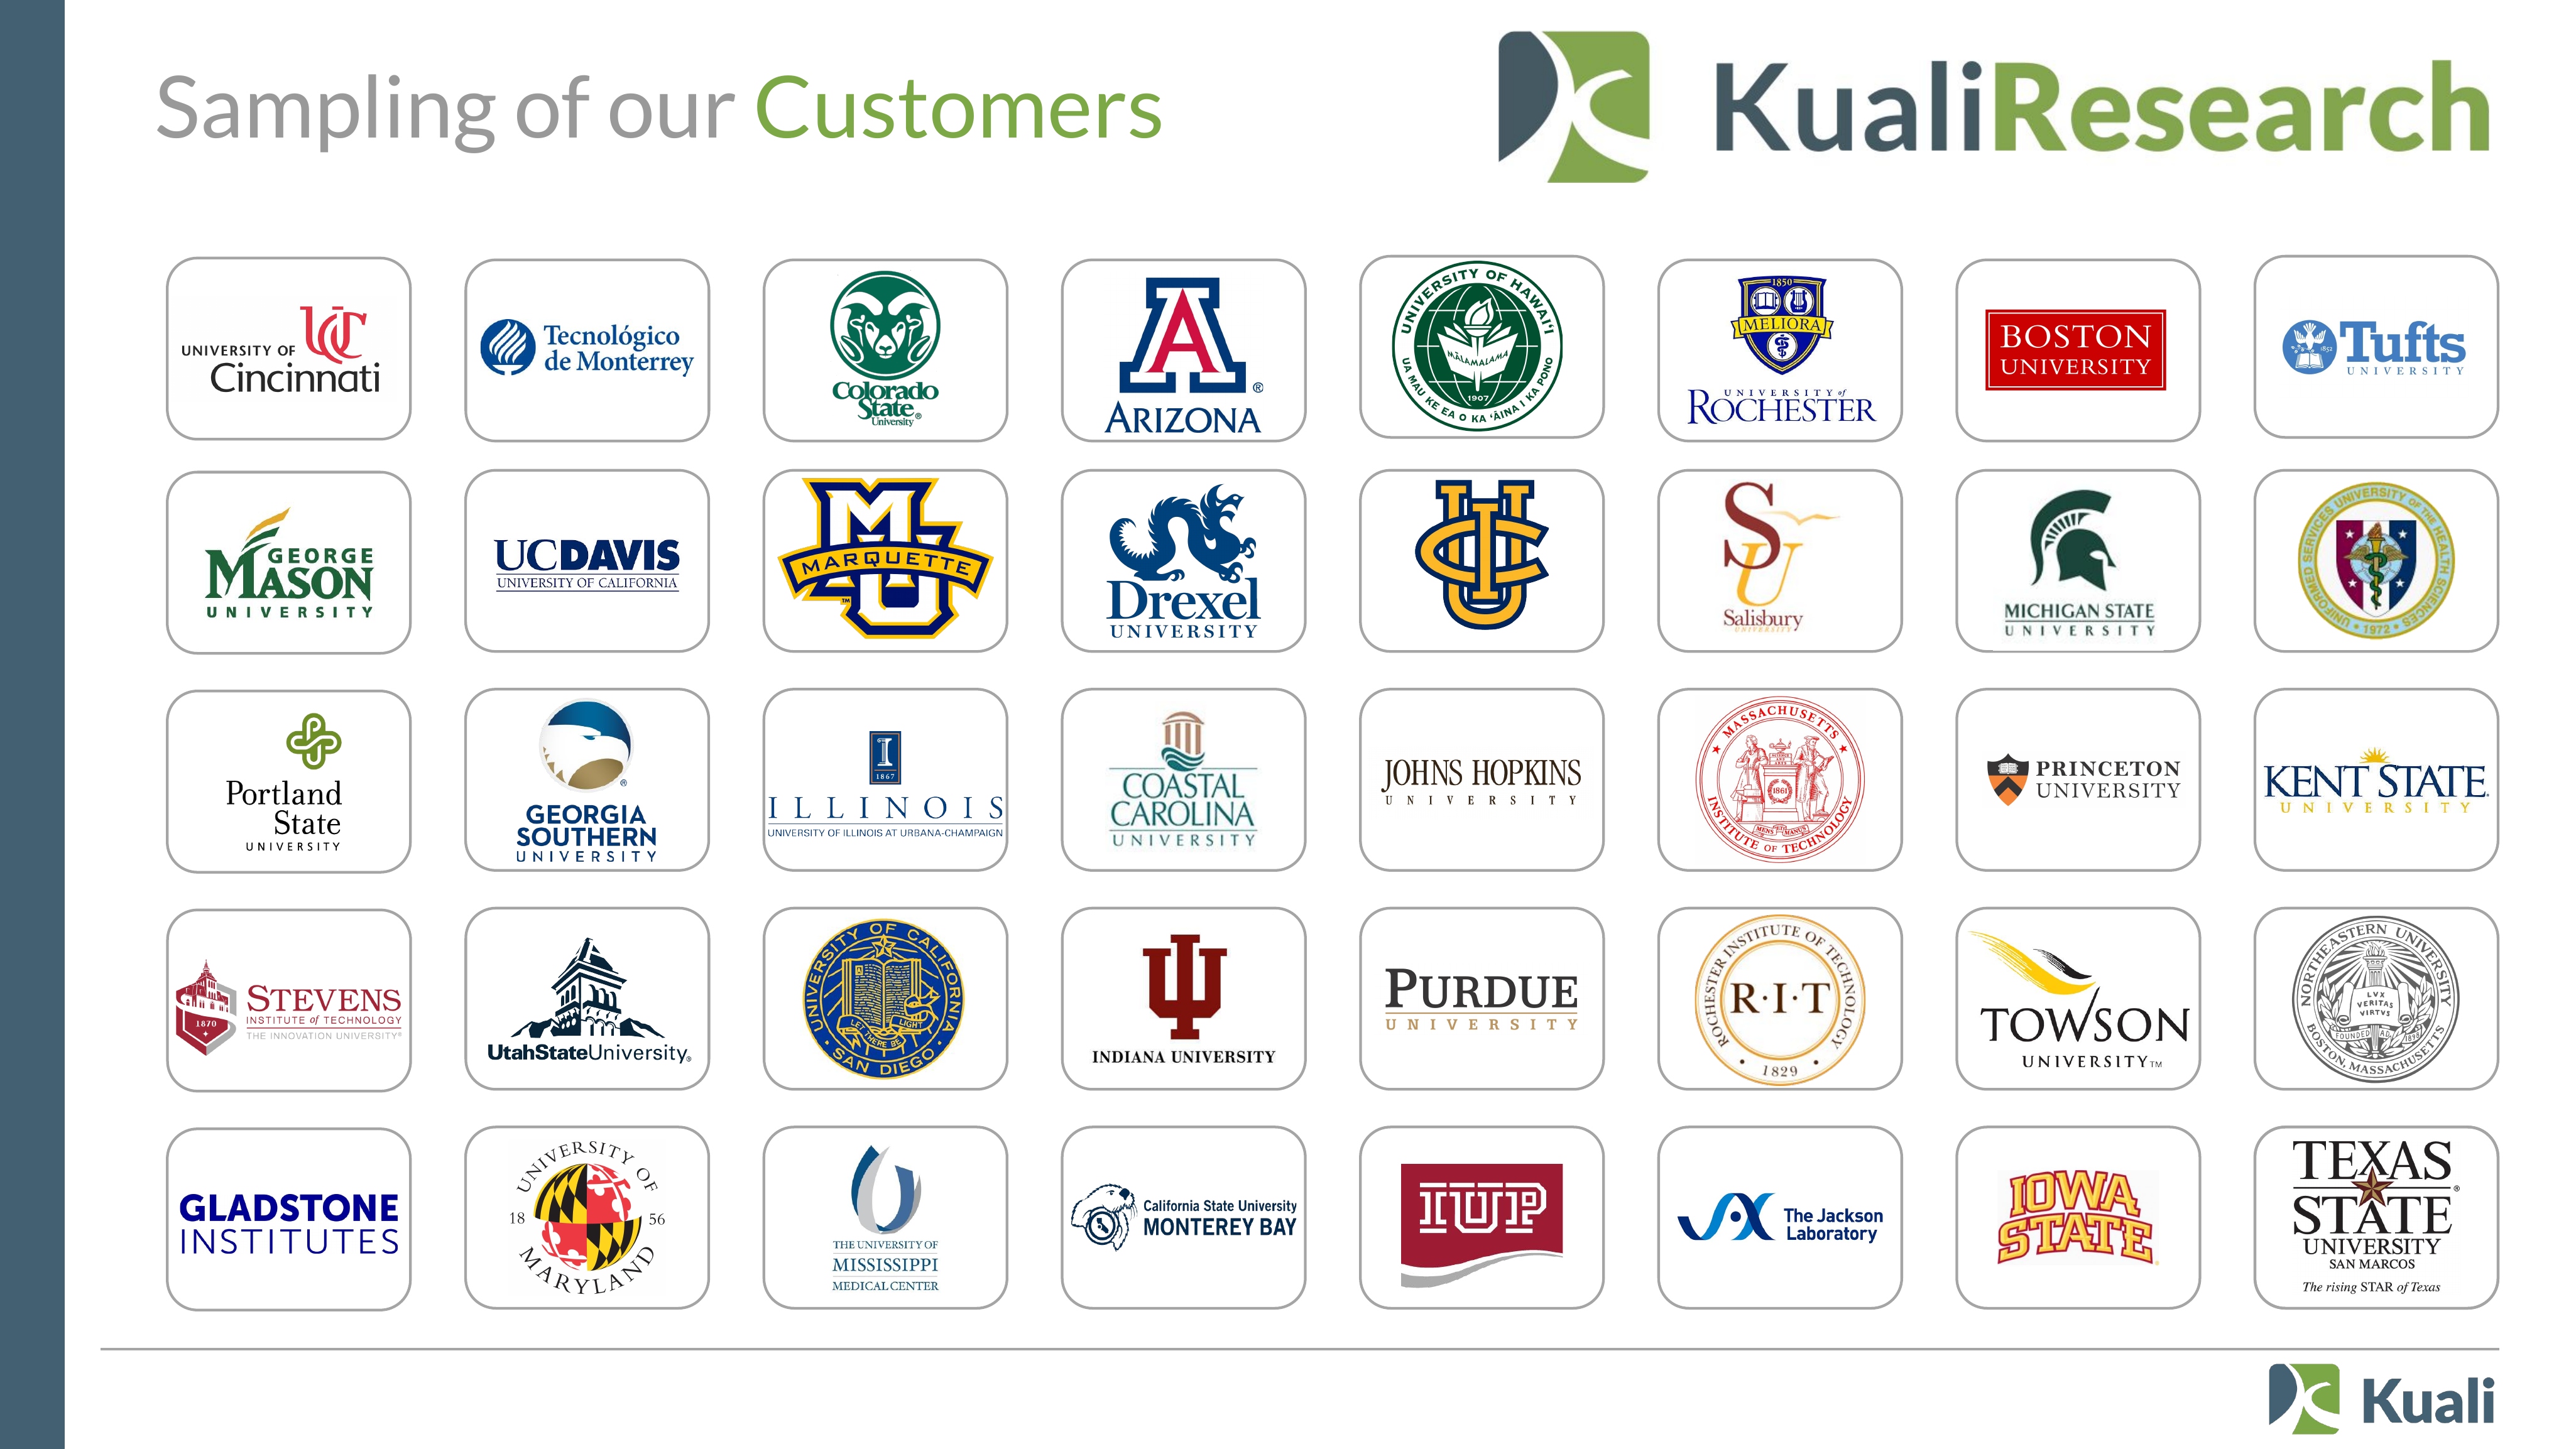 Sampling of our Customers
KualiResearch
UC
UNIVERSITY OF
Cincinnati
Tecnológico
de Monterrey
Colorado
State®
University
A®
ARIZONA
UNIVERSITY OF HAWAI‘I
MĀLAMALAMA
1907
UA MAU KE EA O KA ‘ĀINA I KA PONO
1850
MELIORA
UNIVERSITY of
ROCHESTER
BOSTON
UNIVERSITY
1852
Tufts
UNIVERSITY
GEORGE
MASON
UNIVERSITY
UCDAVIS
UNIVERSITY OF CALIFORNIA
MU
MARQUETTE
TM
Drexel
UNIVERSITY
UCI
SU
Salisbury
UNIVERSITY
MICHIGAN STATE
UNIVERSITY
UNIFORMED SERVICES UNIVERSITY OF THE HEALTH SCIENCES
1972
Portland
State
UNIVERSITY
®
GEORGIA
SOUTHERN
UNIVERSITY
I
1867
ILLINOIS
UNIVERSITY OF ILLINOIS AT URBANA-CHAMPAIGN
COASTAL
CAROLINA
UNIVERSITY
JOHNS HOPKINS
UNIVERSITY
MASSACHUSETTS
1861
MENS ET MANUS
INSTITUTE OF TECHNOLOGY
PRINCETON
UNIVERSITY
KENT STATE
UNIVERSITY
1870
STEVENS
INSTITUTE of TECHNOLOGY
THE INNOVATION UNIVERSITY®
UtahStateUniversity®
UNIVERSITY OF CALIFORNIA
LET THERE BE LIGHT
SAN DIEGO
IU
INDIANA UNIVERSITY
PURDUE
UNIVERSITY
ROCHESTER INSTITUTE OF TECHNOLOGY
R·I·T
1829
TOWSON
UNIVERSITY™
NORTHEASTERN UNIVERSITY
LVX
VERITAS
VIRTVS
FOUNDED A.D. 1898
BOSTON, MASSACHUSETTS
GLADSTONE
INSTITUTES
UNIVERSITY OF
18 56
MARYLAND
THE UNIVERSITY OF
MISSISSIPPI
MEDICAL CENTER
California State University
MONTEREY BAY
IUP
JAX
The Jackson
Laboratory
IOWA
STATE
TEXAS
STATE®
UNIVERSITY
SAN MARCOS
The rising STAR of Texas
Kuali